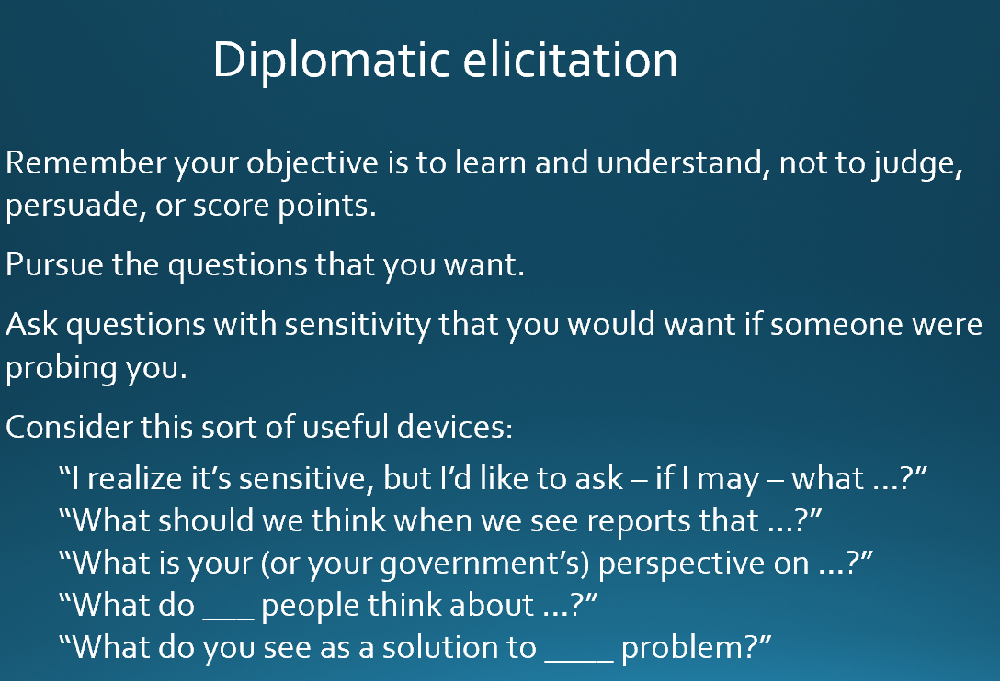 Diplomatic elicitation
Remember your objective is to learn and understand, not to judge,
persuade, or score points.
Pursue the questions that you want.
Ask questions with sensitivity that you would want if someone were
probing you.
Consider this sort of useful devices:
“I realize it’s sensitive, but I’d like to ask – if I may – what ...?”
“What should we think when we see reports that ...?”
“What is your (or your government’s) perspective on ...?”
“What do ___ people think about ...?”
“What do you see as a solution to ____ problem?”